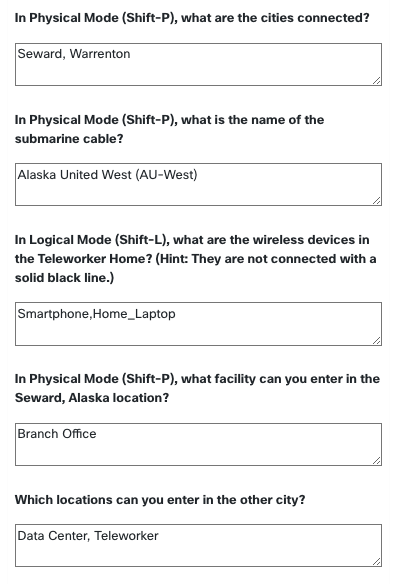 In Physical Mode (Shift-P), what are the cities connected?
Seward, Warrenton
In Physical Mode (Shift-P), what is the name of the
submarine cable?
Alaska United West (AU-West)
In Logical Mode (Shift-L), what are the wireless devices in
the Teleworker Home? (Hint: They are not connected with a
solid black line.)
Smartphone,Home_Laptop
In Physical Mode (Shift-P), what facility can you enter in the
Seward, Alaska location?
Branch Office
Which locations can you enter in the other city?
Data Center, Teleworker